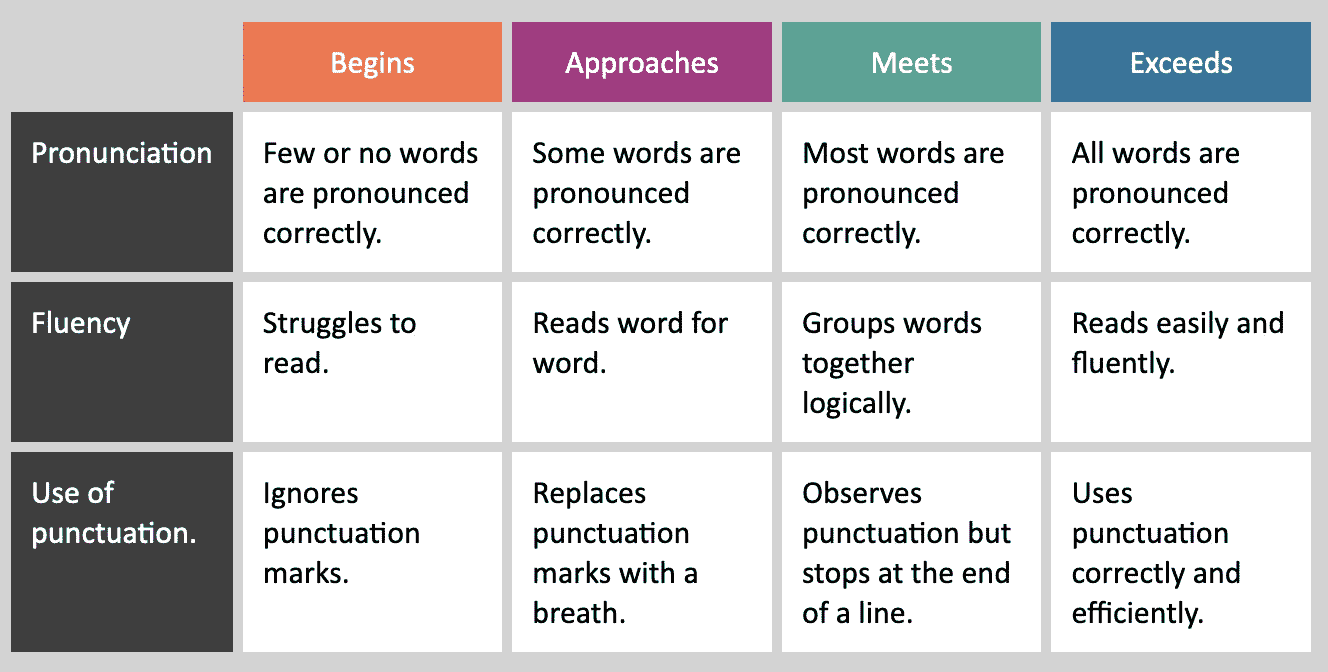 Begins
Approaches
Meets
Exceeds
Pronunciation
Few or no words
are pronounced
correctly.
Some words are
pronounced
correctly.
Most words are
pronounced
correctly.
All words are
pronounced
correctly.
Fluency
Struggles to
read.
Reads word for
word.
Groups words
together
logically.
Reads easily and
fluently.
Use of
punctuation.
Ignores
punctuation
marks.
Replaces
punctuation
marks with a
breath.
Observes
punctuation but
stops at the end
of a line.
Uses
punctuation
correctly and
efficiently.